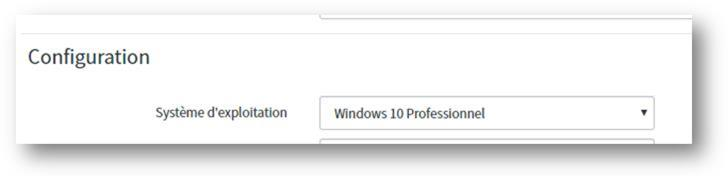 Configuration
Système d'exploitation Windows 10 Professionnel